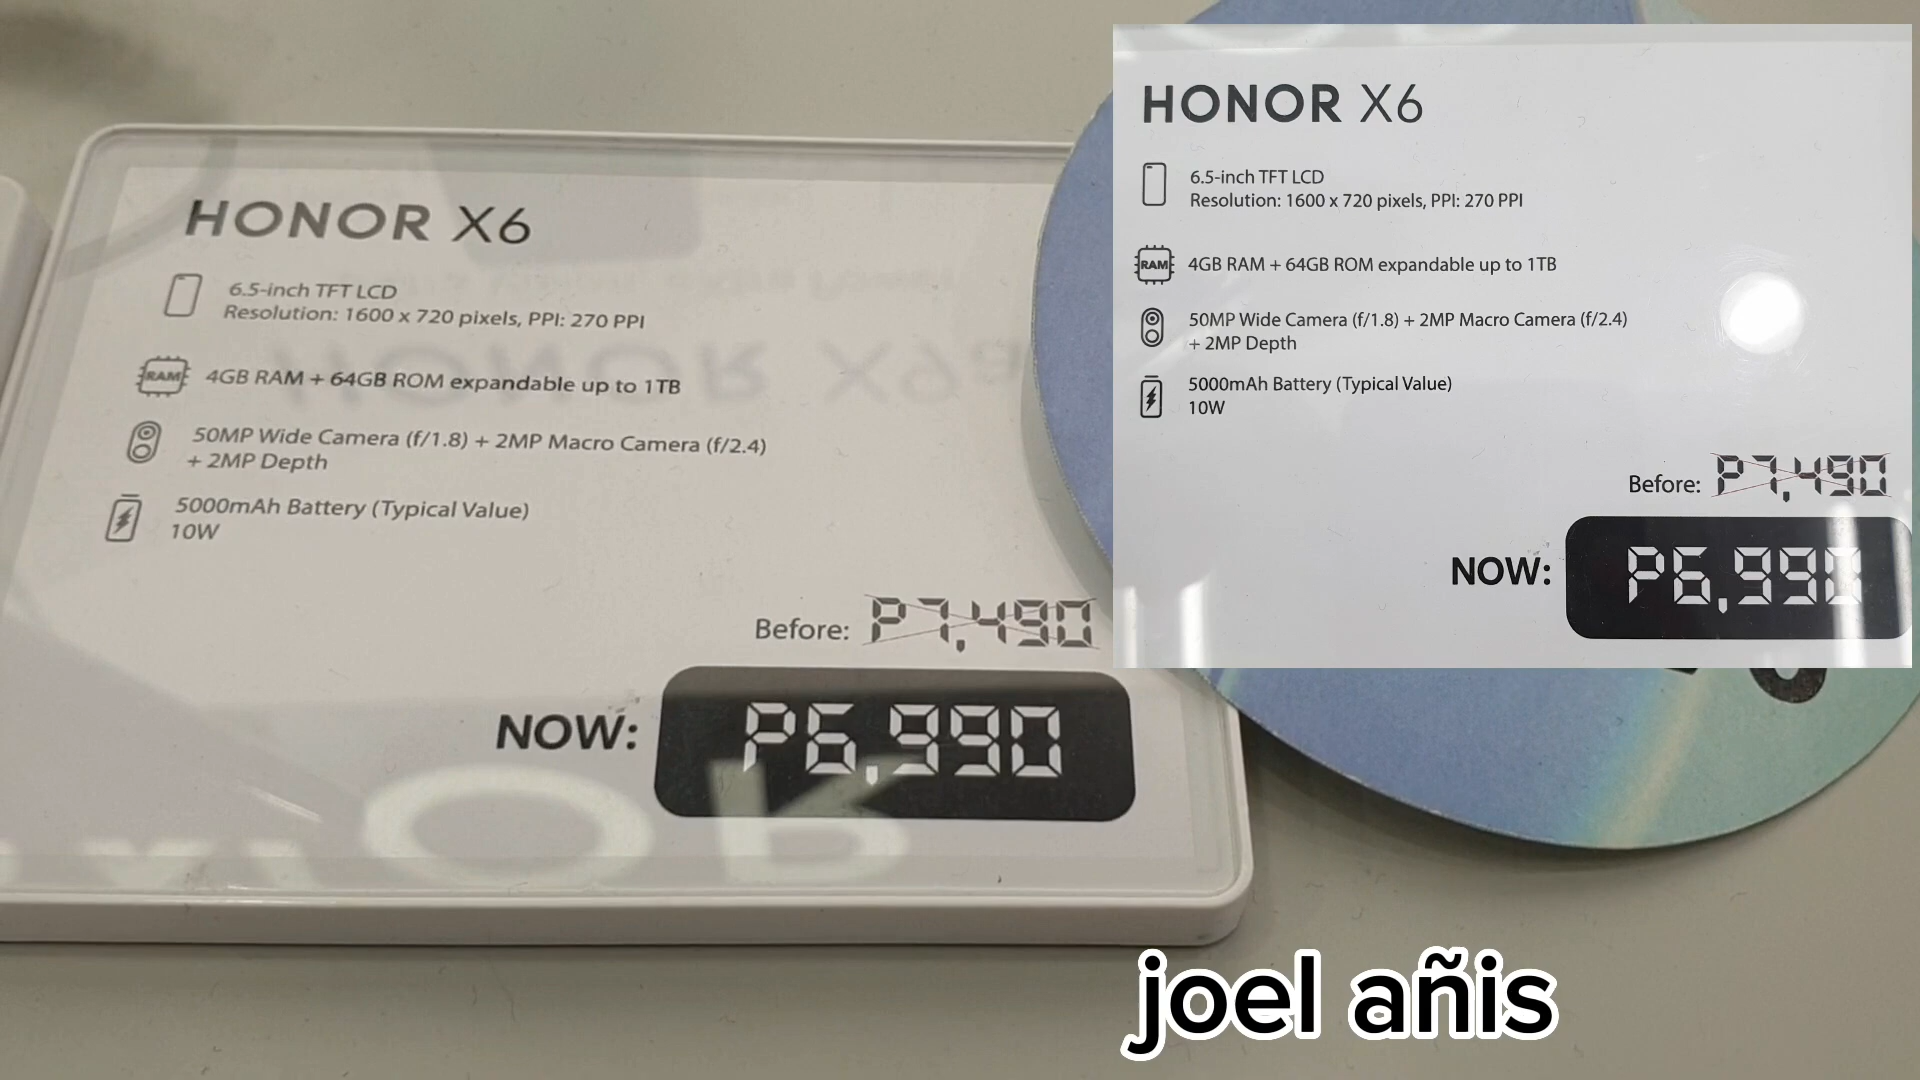 HONOR X6
6.5-inch TFT LCD
Resolution: 1600 x 720 pixels, PPI: 270 PPI
4GB RAM + 64GB ROM expandable up to 1TB
RAM
50MP Wide Camera (f/1.8) + 2MP Macro Camera (f/2.4)
+ 2MP Depth
5000mAh Battery (Typical Value)
10W
Before: P7,490
NOW: P6,990
HONOR X9a
HONOR X6
6.5-inch TFT LCD
Resolution: 1600 x 720 pixels, PPI: 270 PPI
RAM
4GB RAM + 64GB ROM expandable up to 1TB
50MP Wide Camera (f/1.8) + 2MP Macro Camera (f/2.4)
+ 2MP Depth
5000mAh Battery (Typical Value)
10W
Before: P7,490
NOW: P6,990
joel añis